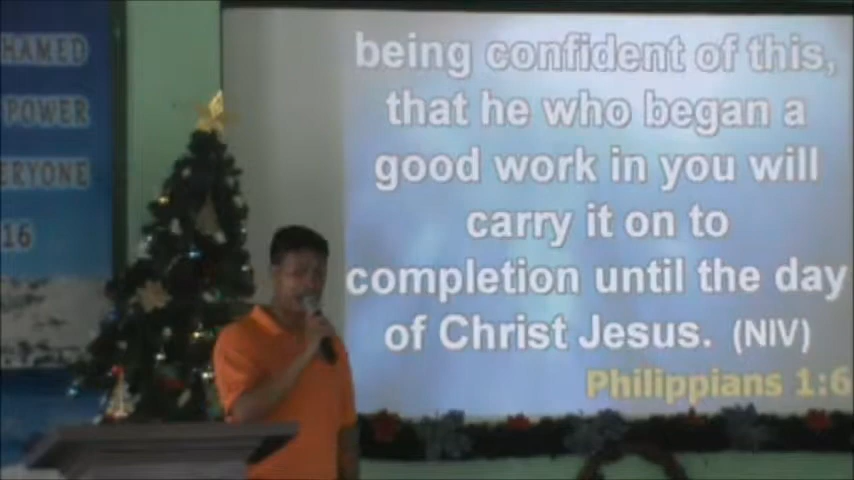 HAMED
POWER
ERYONE
16
being confident of this,
that he who began a
good work in you will
carry it on to
completion until the day
of Christ Jesus. (NIV)
Philippians 1:6